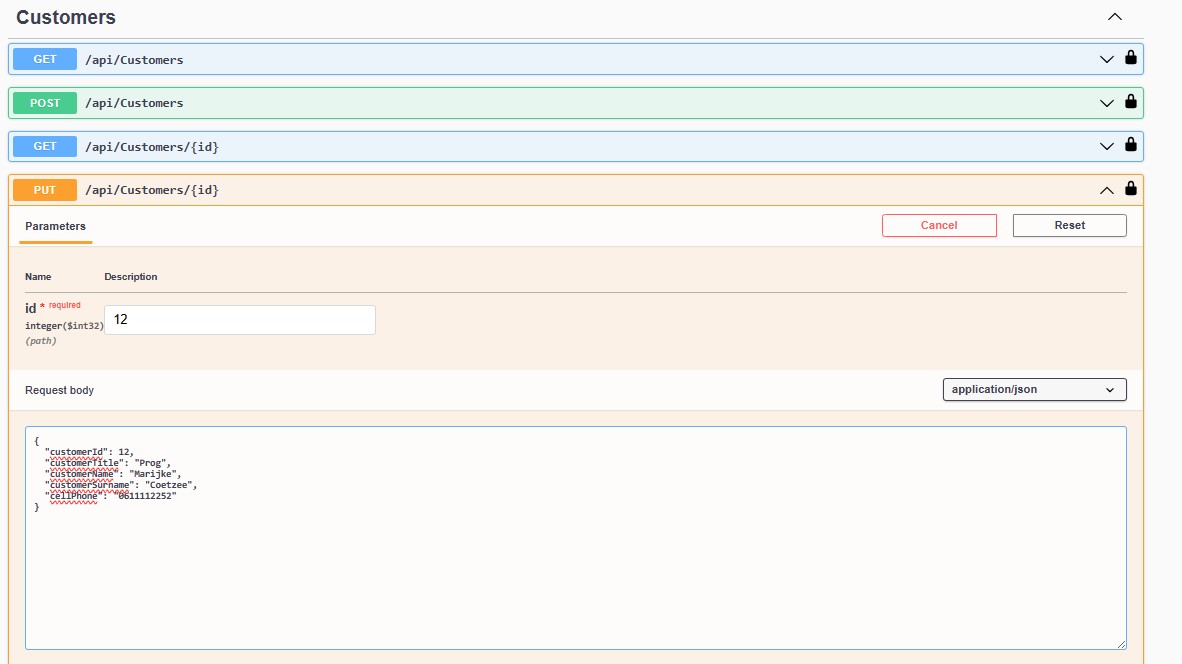 Customers
GET /api/Customers
POST /api/Customers
GET /api/Customers/{id}
PUT /api/Customers/{id}
Parameters Cancel Reset
Name Description
id * required
integer($int32) 12
(path)
Request body application/json
{
"customerId": 12,
"customerTitle": "Prog",
"customerName": "Marijke",
"customerSurname": "Coetzee",
"cellPhone": "0611112252"
}